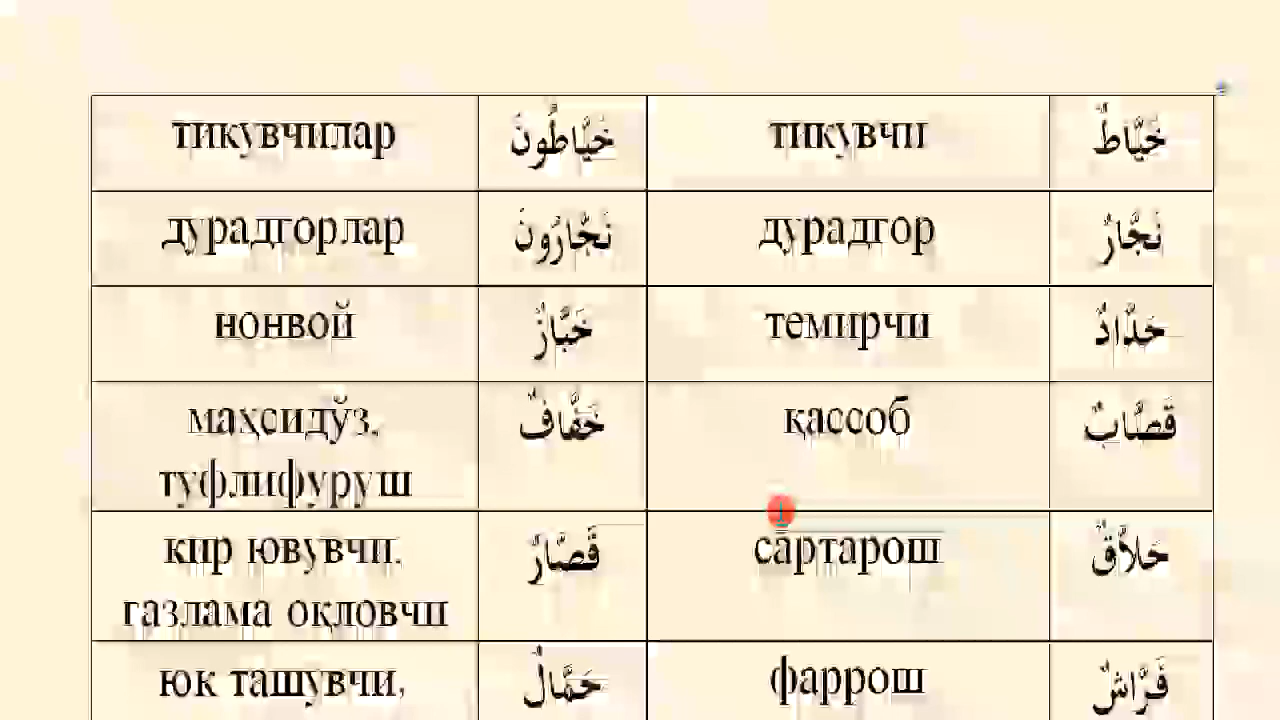 тикувчилар خَيَّاطُونَ тикувчи خَيَّاطٌ
дурадгорлар نَجَّارُونَ дурадгор نَجَّارٌ
нонвой خَبَّازٌ темирчи حَدَّادٌ
маҳсидўз, خَفَّافٌ қассоб قَصَّابٌ
туфлифуруш
кир ювувчи, قَصَّارٌ сартарош حَلاَّقٌ
газлама оқловчи
юк ташувчи, حَمَّالٌ фаррош فَرَّاشٌ